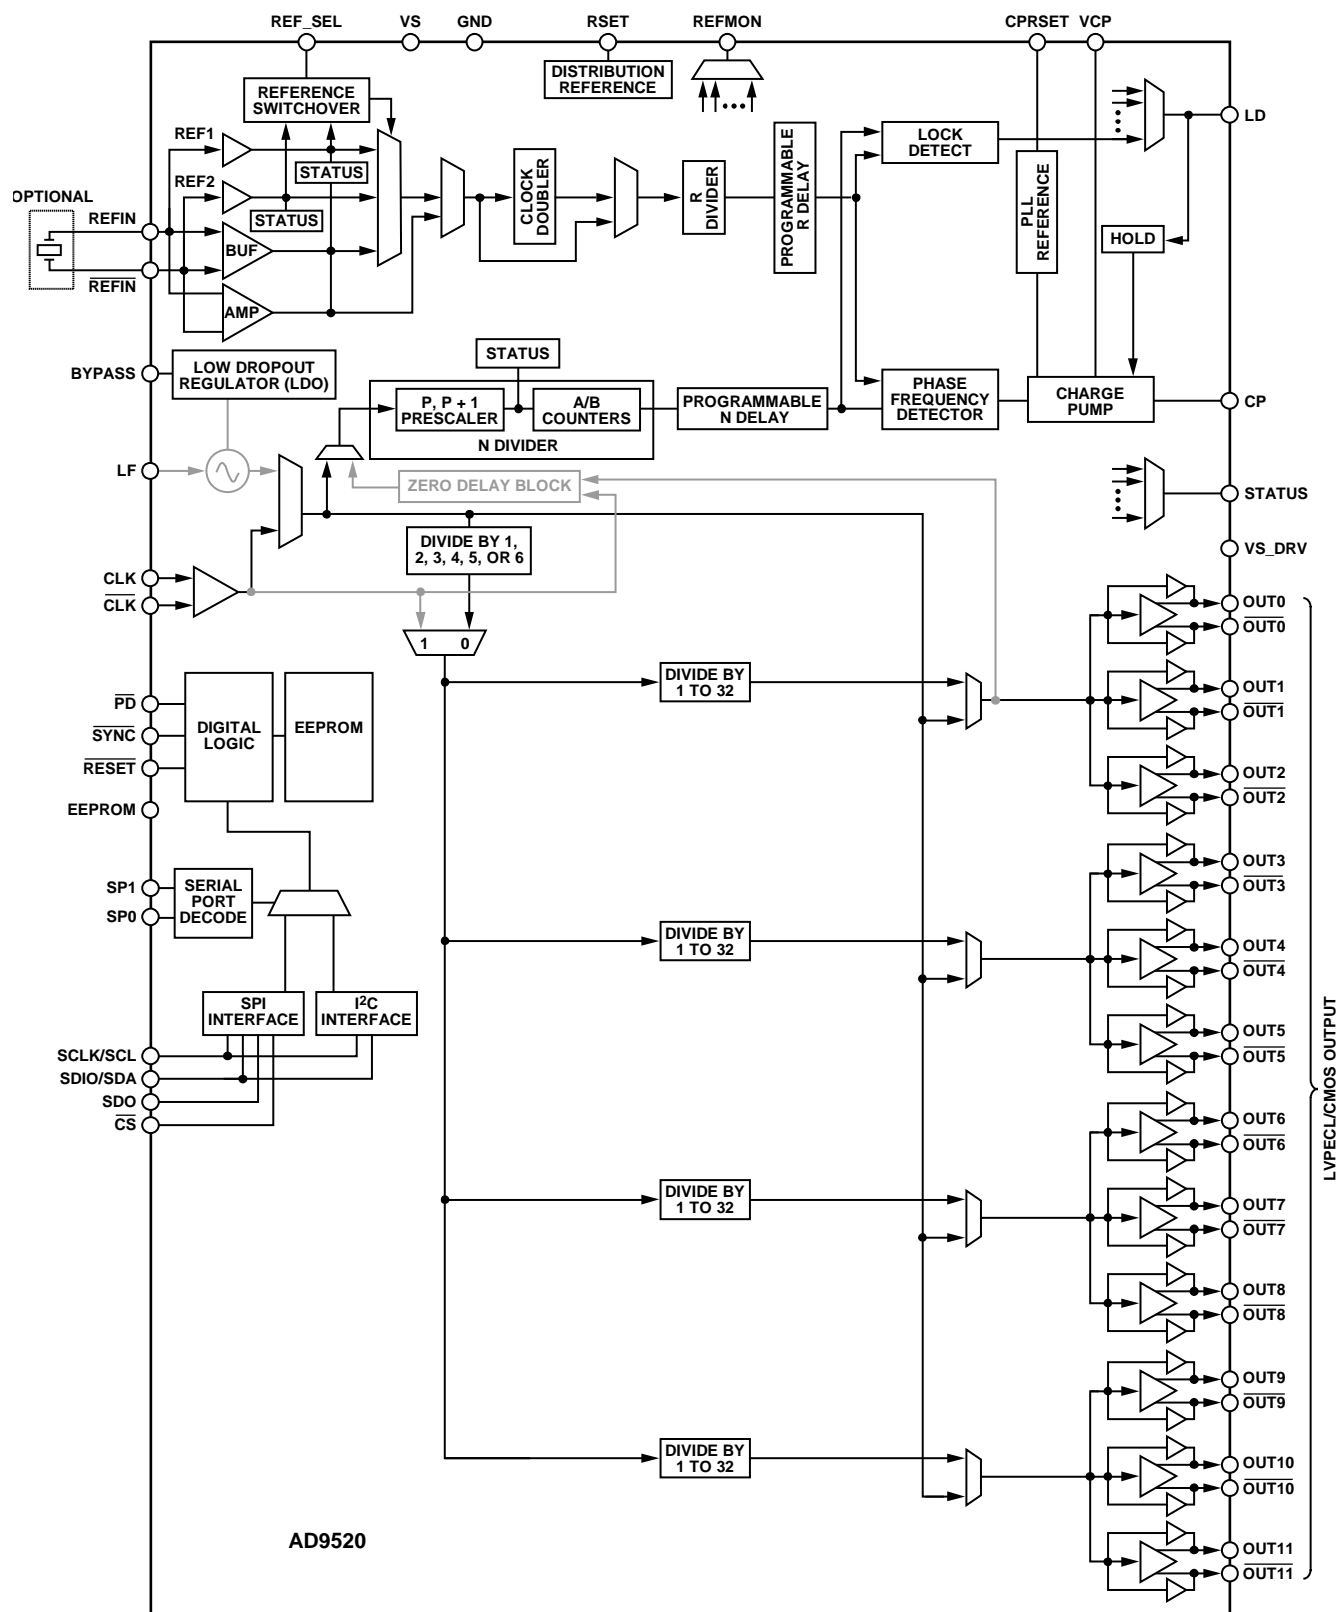 REF_SEL
VS
GND
RSET
REFMON
CPRSET
VCP
DISTRIBUTION
REFERENCE
REFERENCE
SWITCHOVER
LD
REF1
STATUS
REF2
STATUS
LOCK
DETECT
CLOCK
DOUBLER
R
DIVIDER
PROGRAMMABLE
R DELAY
PLL
REFERENCE
HOLD
OPTIONAL
REFIN
REFIN
BUF
AMP
BYPASS
LOW DROPOUT
REGULATOR (LDO)
STATUS
P, P + 1
PRESCALER
A/B
COUNTERS
N DIVIDER
PROGRAMMABLE
N DELAY
PHASE
FREQUENCY
DETECTOR
CHARGE
PUMP
CP
LF
ZERO DELAY BLOCK
STATUS
DIVIDE BY 1,
2, 3, 4, 5, OR 6
VS_DRV
CLK
CLK
1 0
OUT0
OUT0
DIVIDE BY
1 TO 32
OUT1
OUT1
PD
SYNC
RESET
DIGITAL
LOGIC
EEPROM
EEPROM
OUT2
OUT2
SP1
SP0
SERIAL
PORT
DECODE
OUT3
OUT3
DIVIDE BY
1 TO 32
OUT4
OUT4
SPI
INTERFACE
I2C
INTERFACE
OUT5
OUT5
SCLK/SCL
SDIO/SDA
SDO
CS
OUT6
OUT6
DIVIDE BY
1 TO 32
OUT7
OUT7
OUT8
OUT8
OUT9
OUT9
DIVIDE BY
1 TO 32
OUT10
OUT10
OUT11
OUT11
LVPECL/CMOS OUTPUT
AD9520